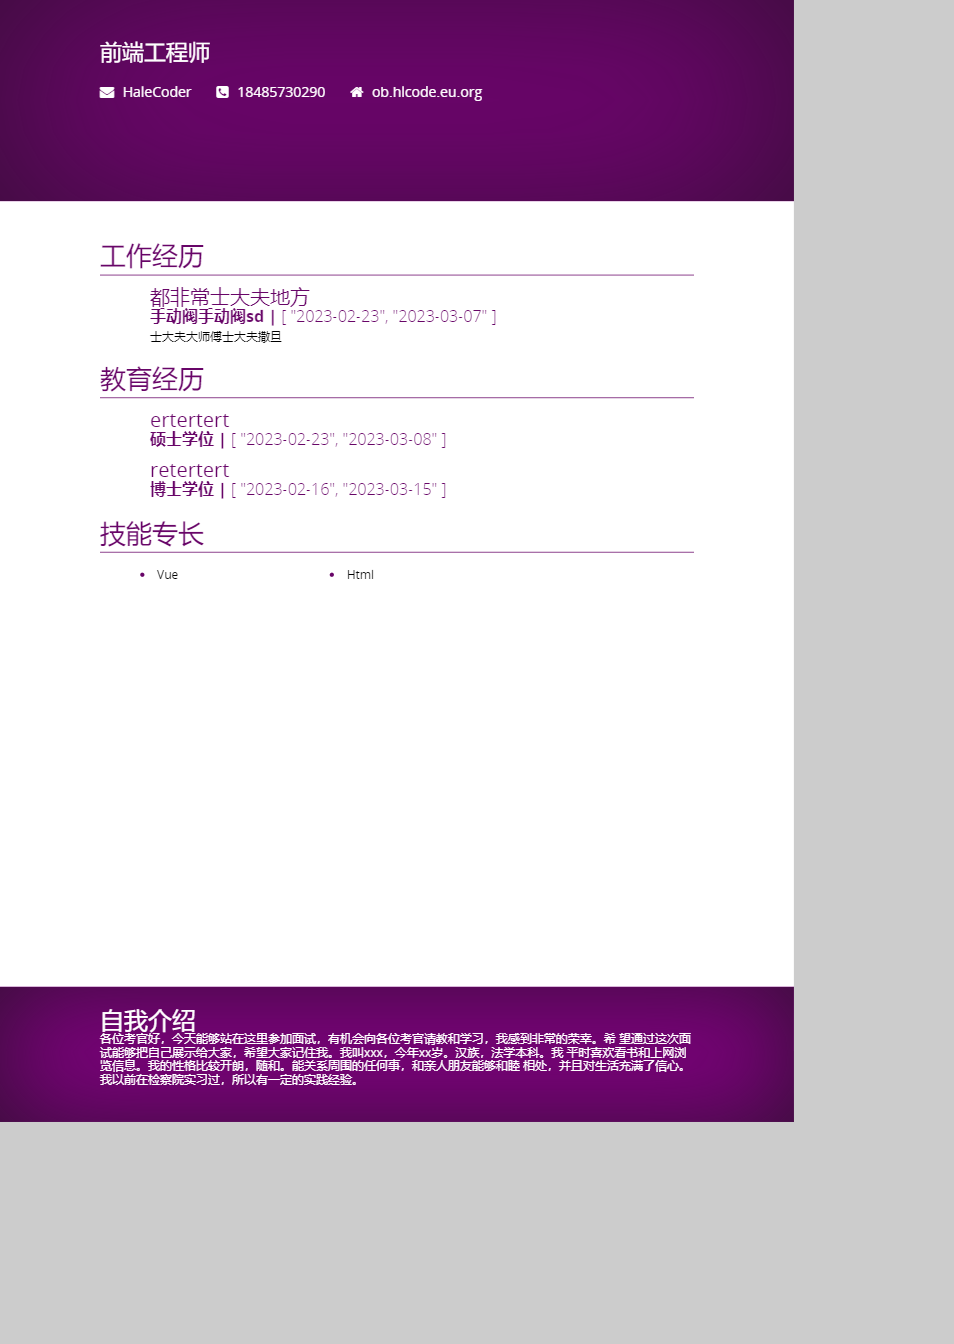 前端工程师
HaleCoder 18485730290 ob.hlcode.eu.org
工作经历
都非常士大夫地方
手动阀手动阀sd | [ "2023-02-23", "2023-03-07" ]
士大夫大师傅士大夫撒旦
教育经历
ertertert
硕士学位 | [ "2023-02-23", "2023-03-08" ]
retertert
博士学位 | [ "2023-02-16", "2023-03-15" ]
技能专长
• Vue • Html
自我介绍
各位考官好，今天能够站在这里参加面试，有机会向各位考官请教和学习，我感到非常的荣幸。希 望通过这次面
试能够把自己展示给大家，希望大家记住我。我叫xxx，今年xx岁。汉族，法学本科。我 平时喜欢看书和上网浏
览信息。我的性格比较开朗，随和。能关系周围的任何事，和亲人朋友能够和睦 相处，并且对生活充满了信心。
我以前在检察院实习过，所以有一定的实践经验。